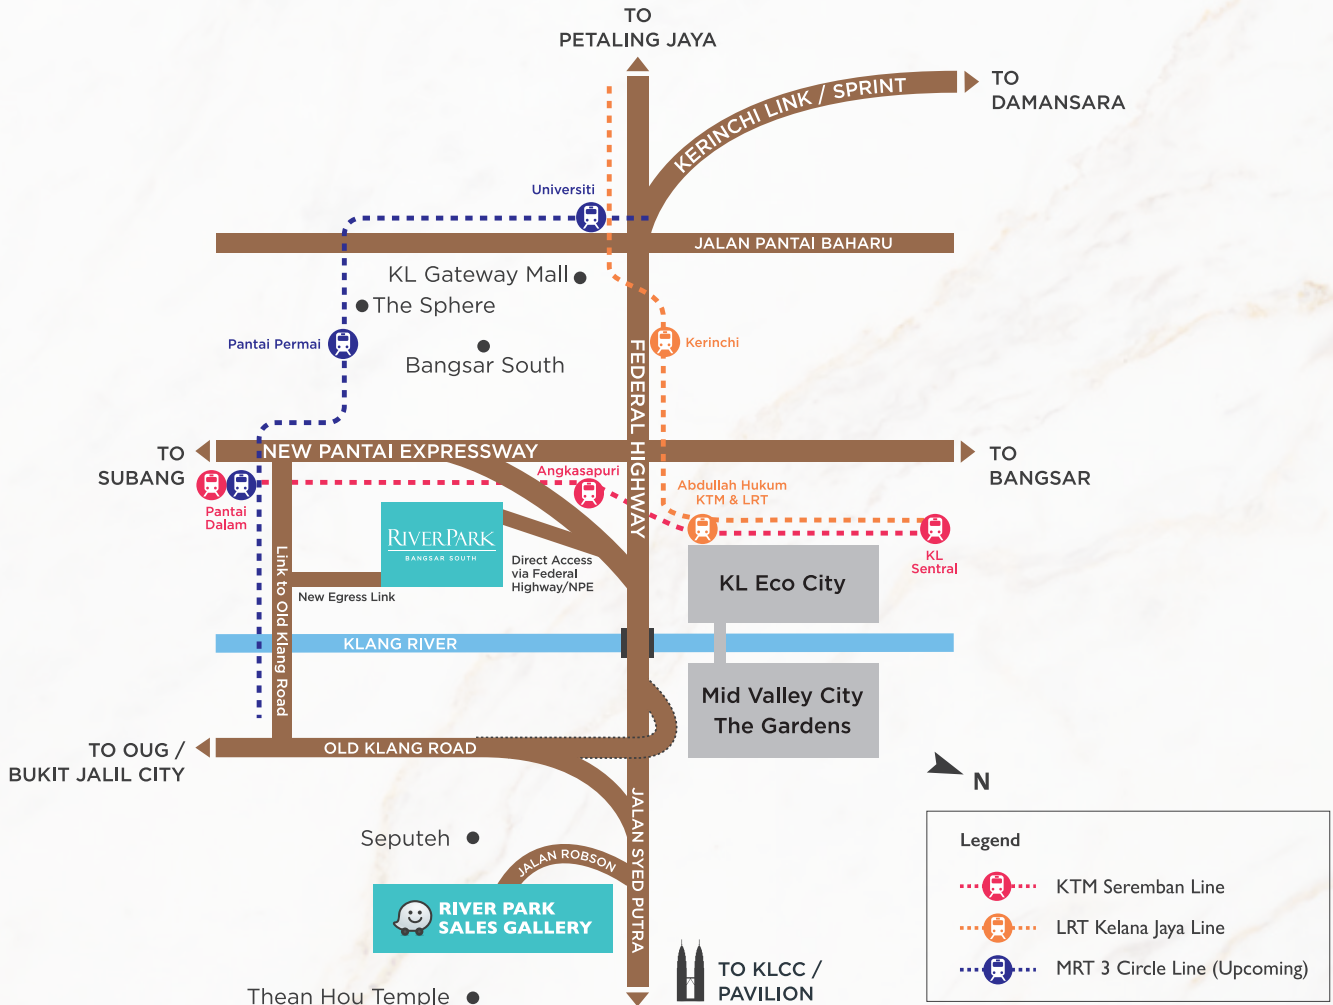 TO
PETALING JAYA
TO
DAMANSARA
KERINCHI LINK / SPRINT
Universiti
JALAN PANTAI BAHARU
KL Gateway Mall
The Sphere
Pantai Permai
Kerinchi
Bangsar South
FEDERAL HIGHWAY
TO
SUBANG
NEW PANTAI EXPRESSWAY
TO
BANGSAR
Angkasapuri
Abdullah Hukum
KTM & LRT
Pantai
Dalam
RIVERPARK
BANGSAR SOUTH
Direct Access
via Federal
Highway/NPE
KL
Sentral
Link to Old Klang Road
New Egress Link
KL Eco City
KLANG RIVER
Mid Valley City
The Gardens
TO OUG /
BUKIT JALIL CITY
OLD KLANG ROAD
N
JALAN SYED PUTRA
Seputeh
JALAN ROBSON
RIVER PARK
SALES GALLERY
TO KLCC /
PAVILION
Thean Hou Temple
Legend
KTM Seremban Line
LRT Kelana Jaya Line
MRT 3 Circle Line (Upcoming)